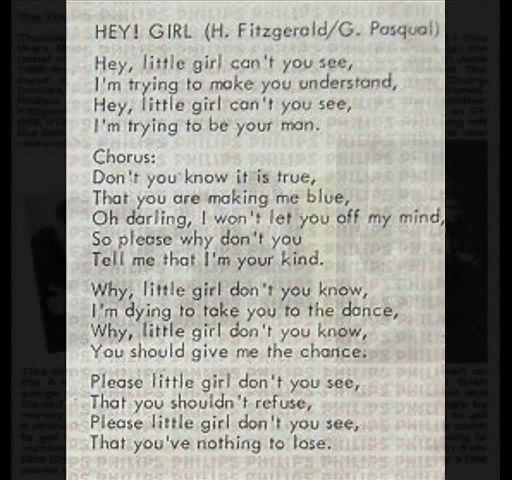 HEY! GIRL (H. Fitzgerald/G. Pasqual)
Hey, little girl can't you see,
I'm trying to make you understand,
Hey, little girl can't you see,
I'm trying to be your man.
Chorus:
Don't you know it is true,
That you are making me blue,
Oh darling, I won't let you off my mind,
So please why don't you
Tell me that I'm your kind.
Why, little girl don't you know,
I'm dying to take you to the dance,
Why, little girl don't you know,
You should give me the chance.
Please little girl don't you see,
That you shouldn't refuse,
Please little girl don't you see,
That you've nothing to lose.